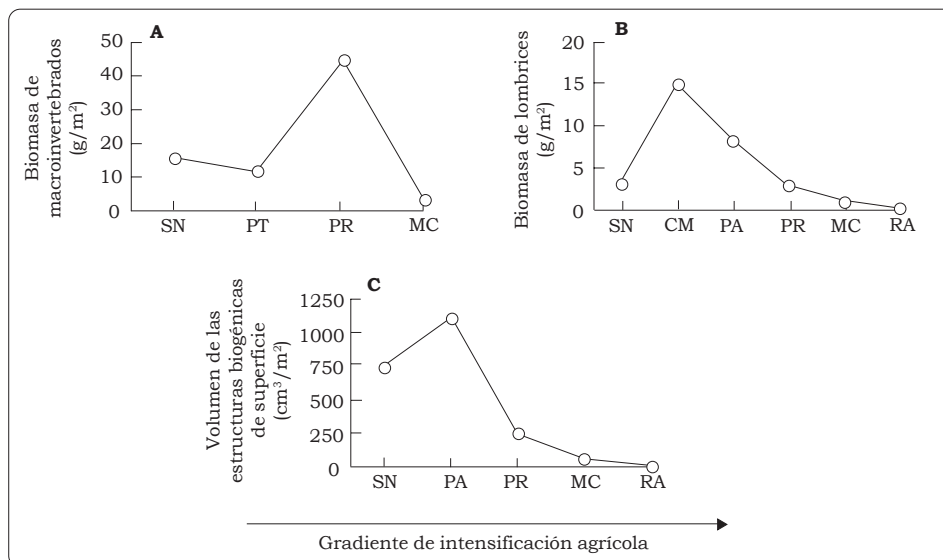 A
Biomasa de
macroinvertebrados
(g/m²)
50
40
30
20
10
0
SN PT PR MC
B
Biomasa de lombrices
(g/m²)
20
15
10
5
0
SN CM PA PR MC RA
C
Volumen de las
estructuras biogénicas
de superficie
(cm³/m²)
1250
1000
750
500
250
0
SN PA PR MC RA
Gradiente de intensificación agrícola